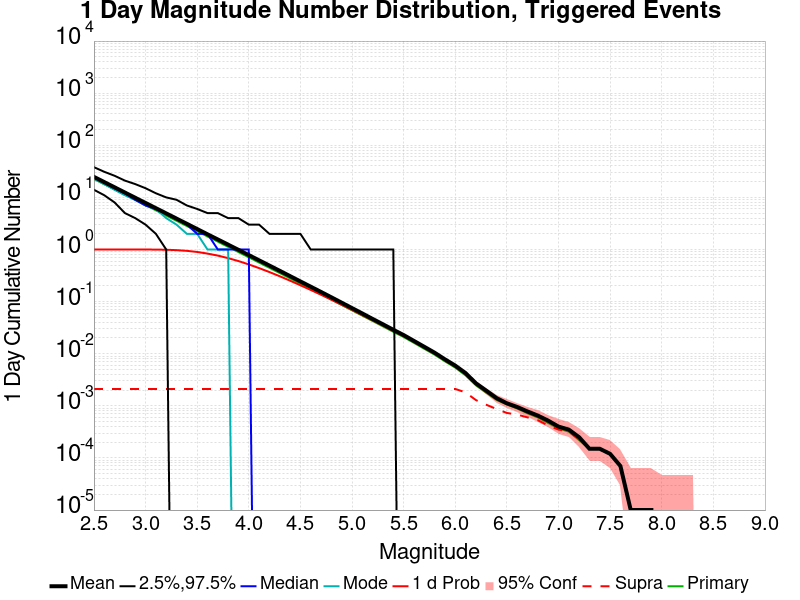 1 Day Magnitude Number Distribution, Triggered Events
1 Day Cumulative Number
10 4
10 3
10 2
10 1
10 0
10 -1
10 -2
10 -3
10 -4
10 -5
2.5 3.0 3.5 4.0 4.5 5.0 5.5 6.0 6.5 7.0 7.5 8.0 8.5 9.0
Magnitude
Mean 2.5%,97.5% Median Mode 1 d Prob 95% Conf Supra Primary